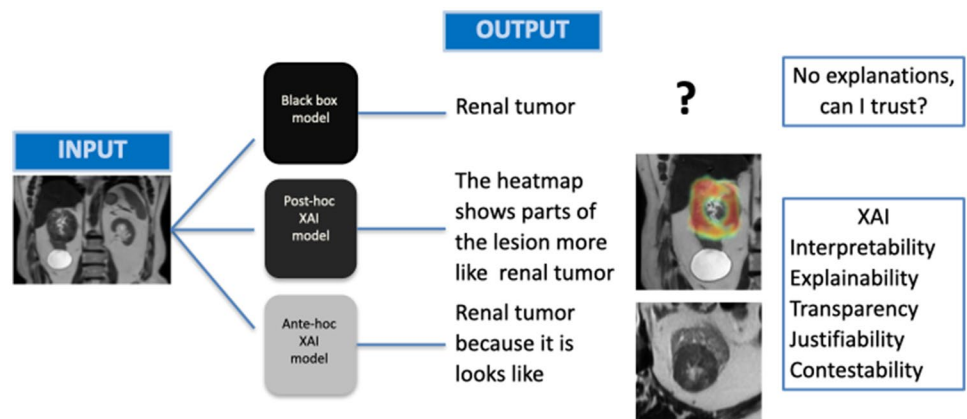 OUTPUT
INPUT
Black box
model
Renal tumor
?
No explanations,
can I trust?
Post-hoc
XAI
model
The heatmap
shows parts of
the lesion more
like renal tumor
Ante-hoc
XAI
model
Renal tumor
because it is
looks like
XAI
Interpretability
Explainability
Transparency
Justifiability
Contestability